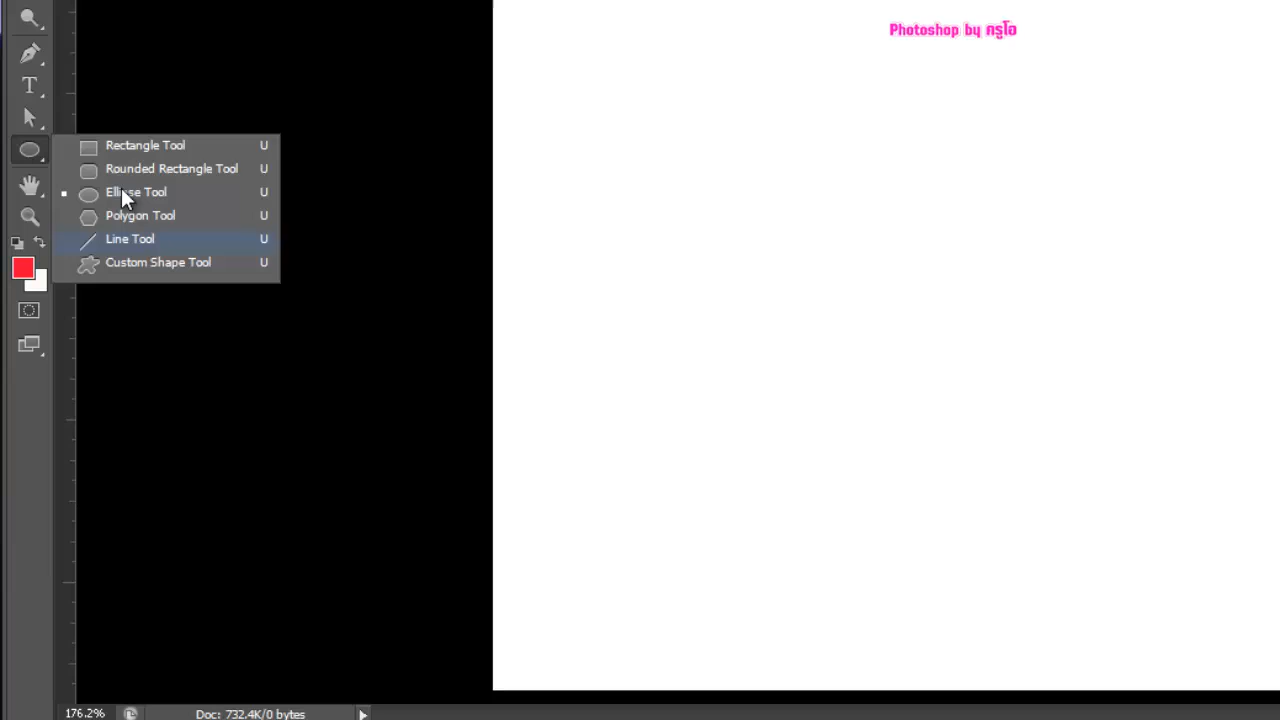 Photoshop by ครูโอ
T
Rectangle Tool U
Rounded Rectangle Tool U
Ellipse Tool U
Polygon Tool U
Line Tool U
Custom Shape Tool U
176.2% Doc: 732.4K/0 bytes